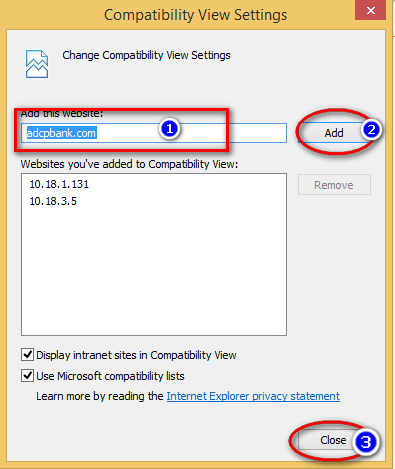 Compatibility View Settings
Change Compatibility View Settings
Add this website:
adcpbank.com
1
Add
2
Websites you've added to Compatibility View:
10.18.1.131
10.18.3.5
Remove
Display intranet sites in Compatibility View
Use Microsoft compatibility lists
Learn more by reading the Internet Explorer privacy statement
Close
3